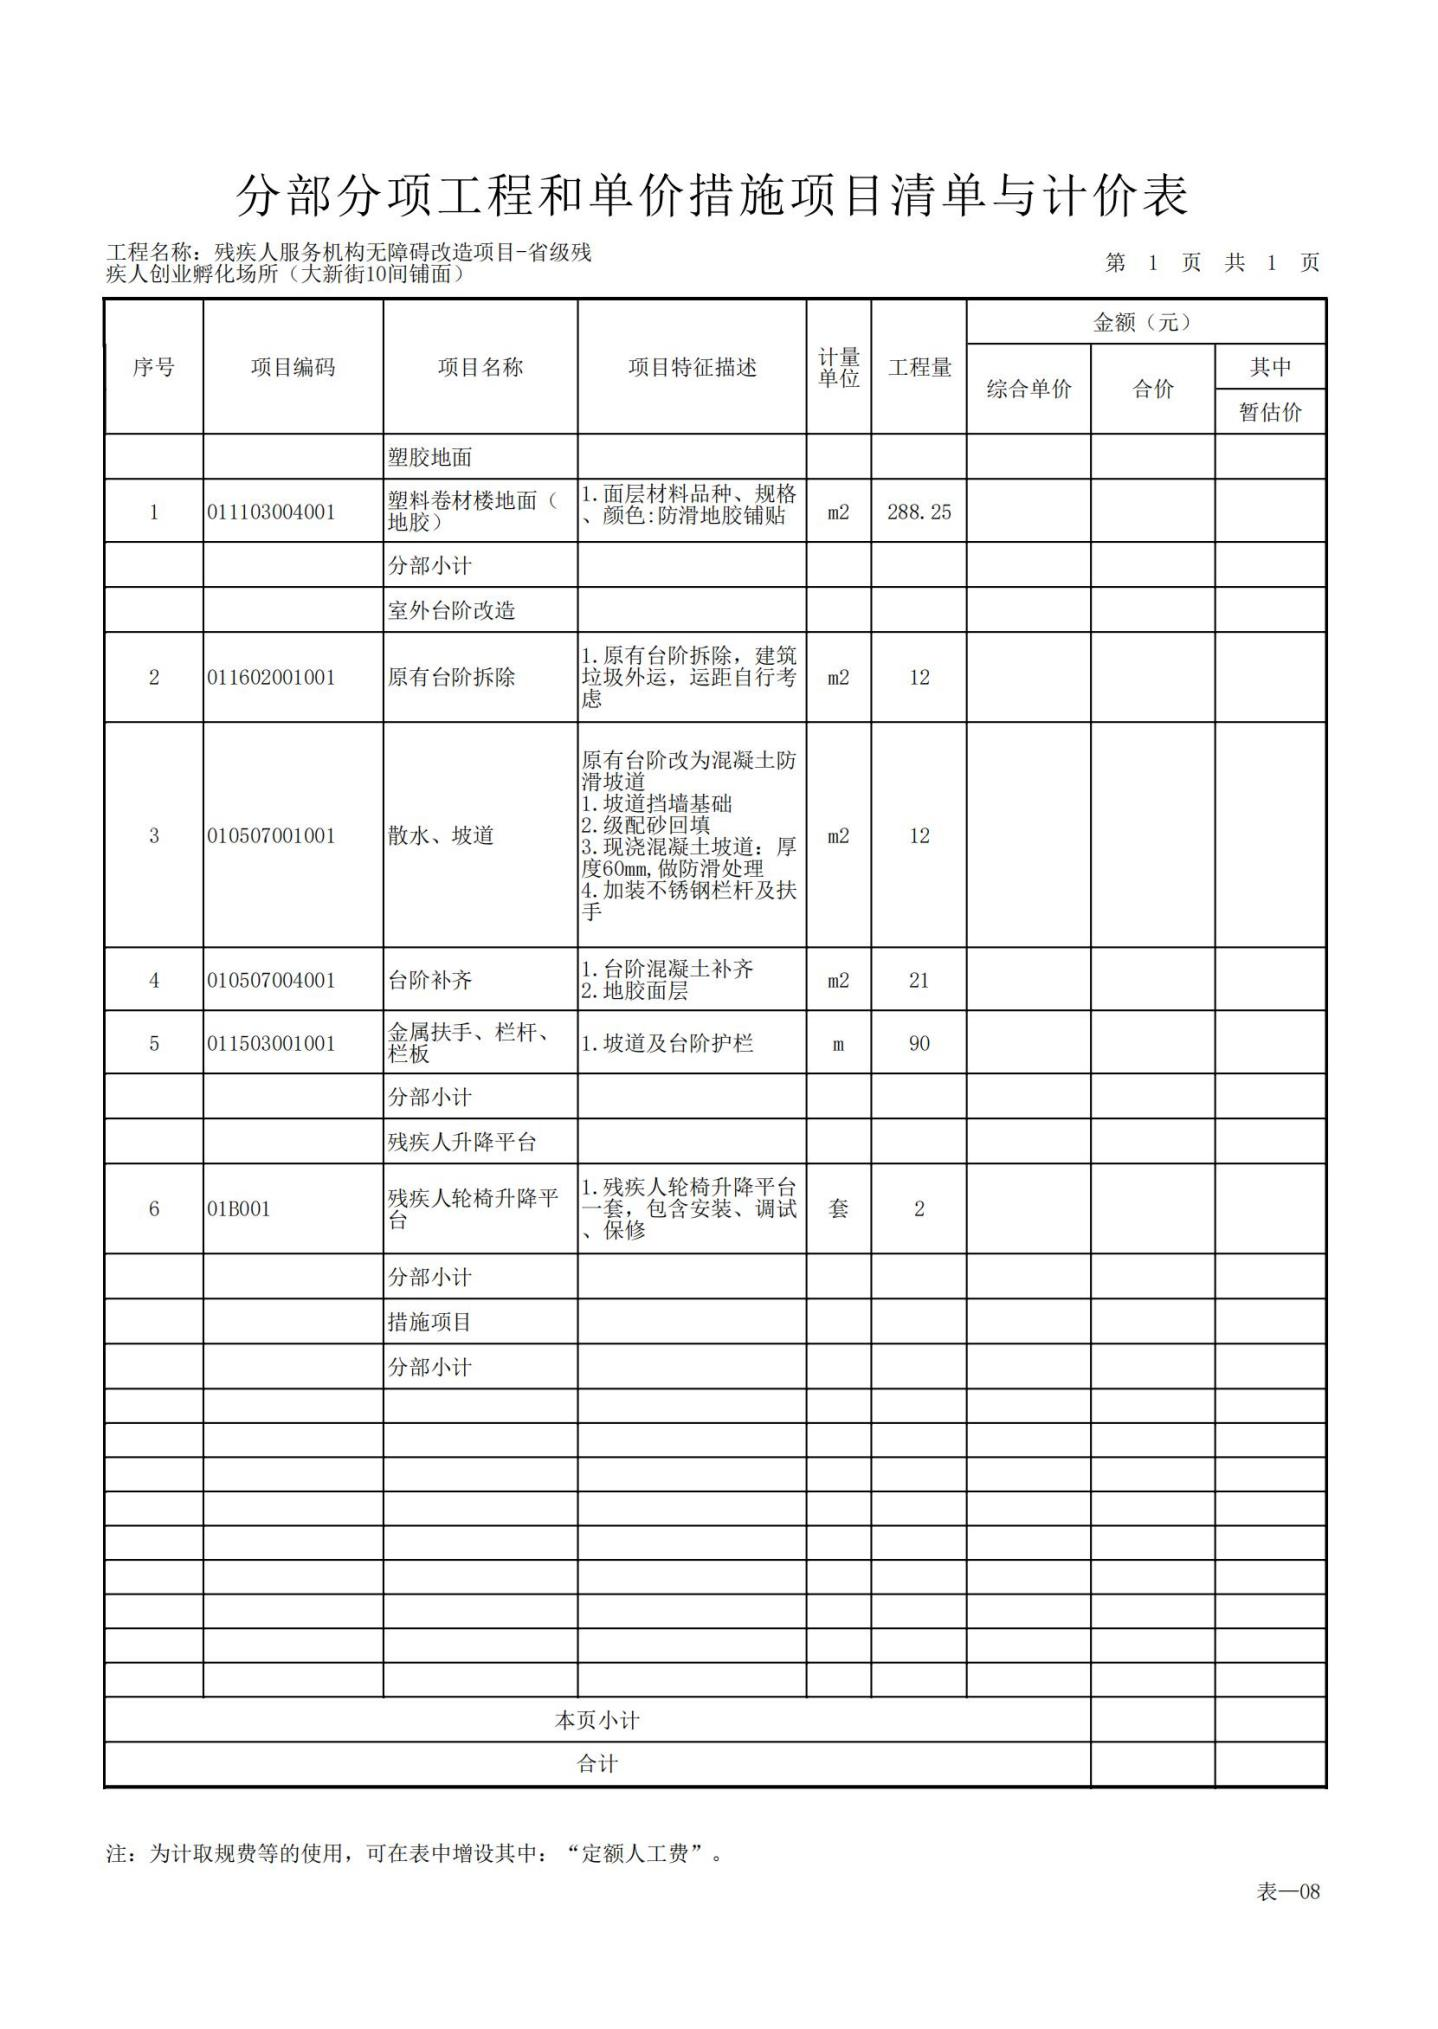 分部分项工程和单价措施项目清单与计价表
工程名称：残疾人服务机构无障碍改造项目-省级残
疾人创业孵化场所（大新街10间铺面）
第 1 页 共 1 页
序号 项目编码 项目名称 项目特征描述 计量单位 工程量 金额（元）
综合单价 合价 其中
暂估价
塑胶地面
1 011103004001 塑料卷材楼地面（ 1.面层材料品种、规格 m2 288.25
地胶） 、颜色:防滑地胶铺贴
分部小计
室外台阶改造
1.原有台阶拆除，建筑
2 011602001001 原有台阶拆除 垃圾外运，运距自行考 m2 12
虑
原有台阶改为混凝土防
滑坡道
1.坡道挡墙基础
2.级配砂回填
3 010507001001 散水、坡道 3.现浇混凝土坡道：厚 m2 12
度60mm,做防滑处理
4.加装不锈钢栏杆及扶
手
4 010507004001 台阶补齐 1.台阶混凝土补齐 m2 21
2.地胶面层
5 011503001001 金属扶手、栏杆、 1.坡道及台阶护栏 m 90
栏板
分部小计
残疾人升降平台
1.残疾人轮椅升降平台
6 01B001 残疾人轮椅升降平 一套，包含安装、调试 套 2
台 、保修
分部小计
措施项目
分部小计
本页小计
合计
注：为计取规费等的使用，可在表中增设其中：“定额人工费”。
表—08